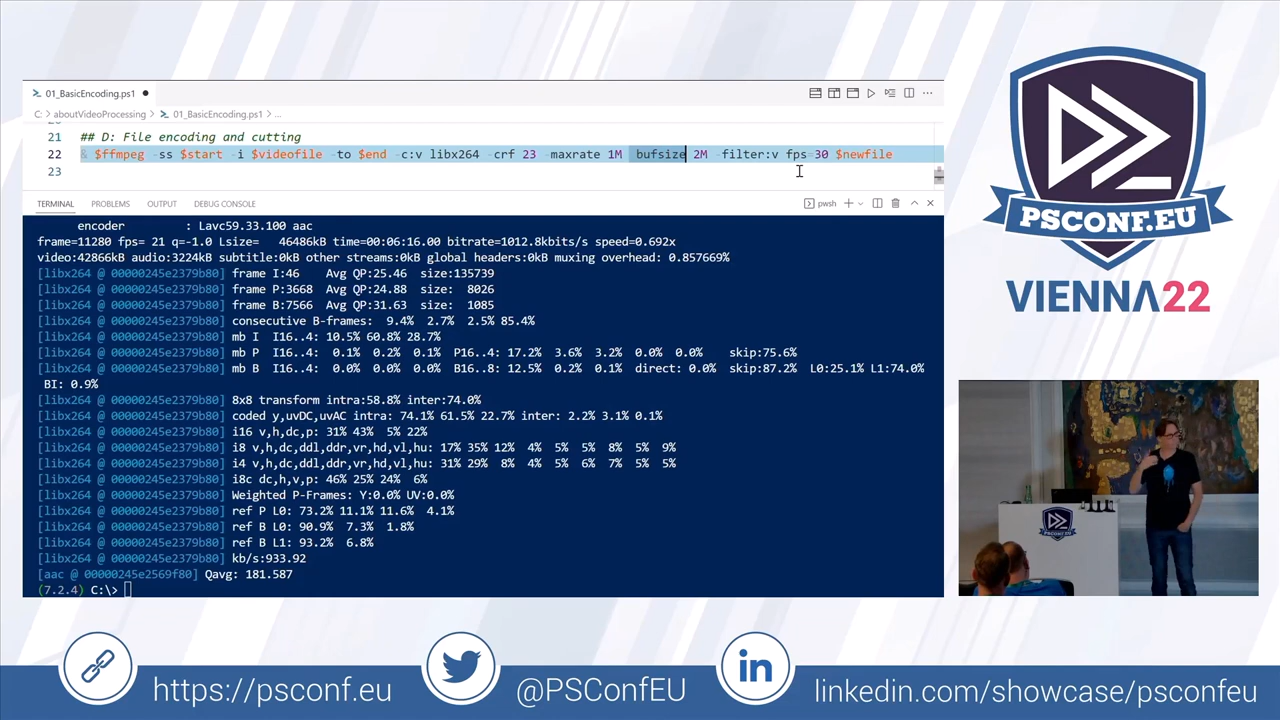 01_BasicEncoding.ps1
C: > aboutVideoProcessing > 01_BasicEncoding.ps1 > ...
21 ## D: File encoding and cutting
22 & $ffmpeg -ss $start -i $videofile -to $end -c:v libx264 -crf 23 -maxrate 1M -bufsize 2M -filter:v fps=30 $newfile
23
TERMINAL PROBLEMS OUTPUT DEBUG CONSOLE pwsh
encoder : Lavc59.33.100 aac
frame=11280 fps= 21 q=-1.0 Lsize= 46486kB time=00:06:16.00 bitrate=1012.8kbits/s speed=0.692x
video:42866kB audio:3224kB subtitle:0kB other streams:0kB global headers:0kB muxing overhead: 0.857669%
[libx264 @ 00000245e2379b80] frame I:46 Avg QP:25.46 size:135739
[libx264 @ 00000245e2379b80] frame P:3668 Avg QP:24.88 size: 8026
[libx264 @ 00000245e2379b80] frame B:7566 Avg QP:31.63 size: 1085
[libx264 @ 00000245e2379b80] consecutive B-frames: 9.4% 2.7% 2.5% 85.4%
[libx264 @ 00000245e2379b80] mb I I16..4: 10.5% 60.8% 28.7%
[libx264 @ 00000245e2379b80] mb P I16..4: 0.1% 0.2% 0.1% P16..4: 17.2% 3.6% 3.2% 0.0% 0.0% skip:75.6%
[libx264 @ 00000245e2379b80] mb B I16..4: 0.0% 0.0% 0.0% B16..8: 12.5% 0.2% 0.1% direct: 0.0% skip:87.2% L0:25.1% L1:74.0%
BI: 0.9%
[libx264 @ 00000245e2379b80] 8x8 transform intra:58.8% inter:74.0%
[libx264 @ 00000245e2379b80] coded y,uvDC,uvAC intra: 74.1% 61.5% 22.7% inter: 2.2% 3.1% 0.1%
[libx264 @ 00000245e2379b80] i16 v,h,dc,p: 31% 43% 5% 22%
[libx264 @ 00000245e2379b80] i8 v,h,dc,ddl,ddr,vr,hd,vl,hu: 17% 35% 12% 4% 5% 5% 8% 5% 9%
[libx264 @ 00000245e2379b80] i4 v,h,dc,ddl,ddr,vr,hd,vl,hu: 31% 29% 8% 4% 5% 6% 7% 5% 5%
[libx264 @ 00000245e2379b80] i8c dc,h,v,p: 46% 25% 24% 6%
[libx264 @ 00000245e2379b80] Weighted P-Frames: Y:0.0% UV:0.0%
[libx264 @ 00000245e2379b80] ref P L0: 73.2% 11.1% 11.6% 4.1%
[libx264 @ 00000245e2379b80] ref B L0: 90.9% 7.3% 1.8%
[libx264 @ 00000245e2379b80] ref B L1: 93.2% 6.8%
[libx264 @ 00000245e2379b80] kb/s:933.92
[aac @ 00000245e2569f80] Qavg: 181.587
(7.2.4) C:\>
PSCONF.EU
VIENNA22
PSCONF.EU
https://psconf.eu
@PSConfEU
linkedin.com/showcase/psconfeu